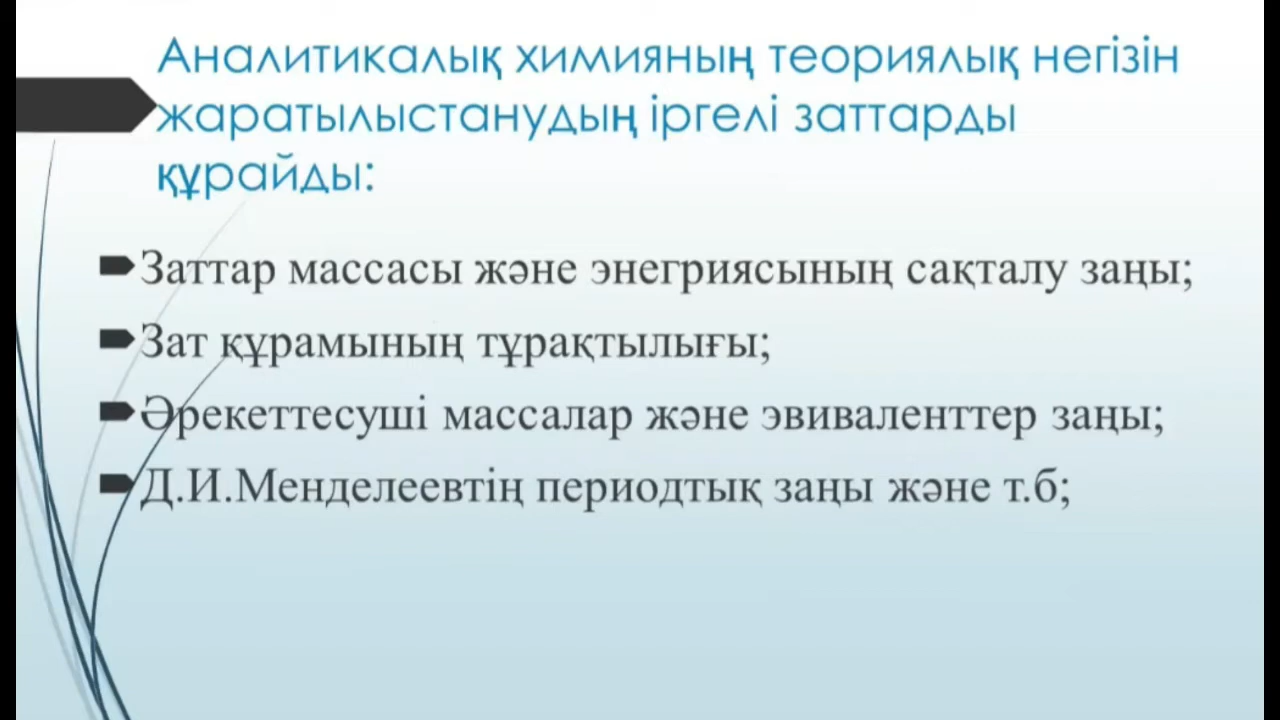 Аналитикалық химияның теориялық негізін
жаратылыстанудың іргелі заттарды
құрайды:
Заттар массасы және энегриясының сақталу заңы;
Зат құрамының тұрақтылығы;
Әрекеттесуші массалар және эвиваленттер заңы;
Д.И.Менделеевтің периодтық заңы және т.б;